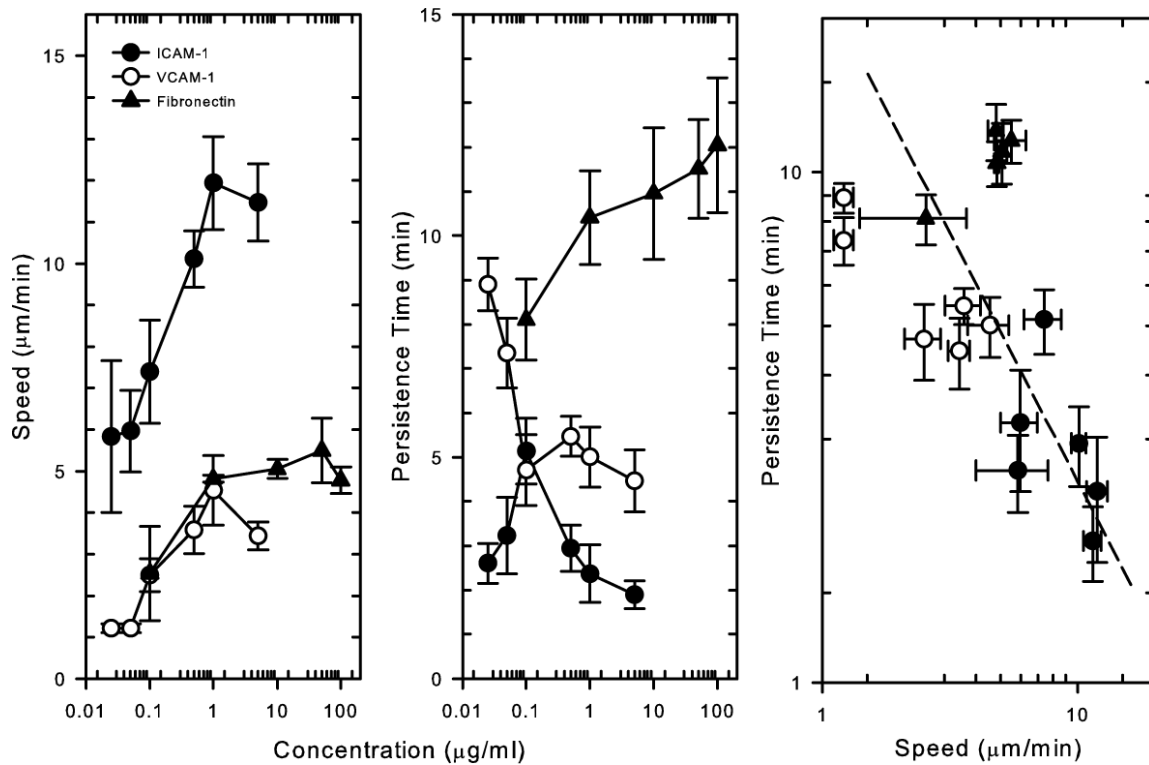 15
10
5
0
ICAM-1
VCAM-1
Fibronectin
Speed (μm/min)
0.01 0.1 1 10 100
15
10
5
0
Persistence Time (min)
0.01 0.1 1 10 100
Concentration (μg/ml)
10
1
Persistence Time (min)
1 10
Speed (μm/min)